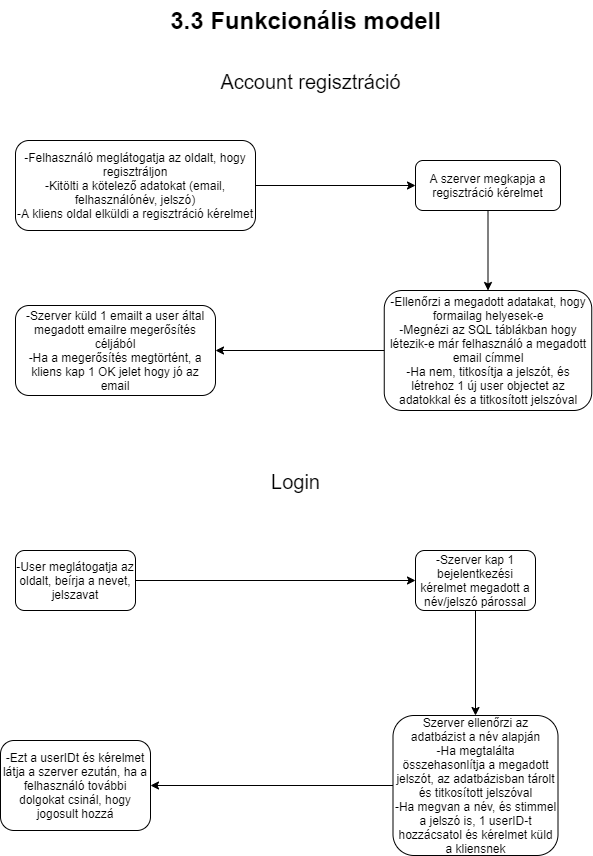 3.3 Funkcionális modell
Account regisztráció
-Felhasználó meglátogatja az oldalt, hogy
regisztráljon
-Kitölti a kötelező adatokat (email,
felhasználónév, jelszó)
-A kliens oldal elküldi a regisztráció kérelmet
A szerver megkapja a
regisztráció kérelmet
-Ellenőrzi a megadott adatakat, hogy
formailag helyesek-e
-Megnézi az SQL táblákban hogy
létezik-e már felhasználó a megadott
email címmel
-Ha nem, titkosítja a jelszót, és
létrehoz 1 új user objectet az
adatokkal és a titkosított jelszóval
-Szerver küld 1 emailt a user által
megadott emailre megerősítés
céljából
-Ha a megerősítés megtörtént, a
kliens kap 1 OK jelet hogy jó az
email
Login
-User meglátogatja az
oldalt, beírja a nevet,
jelszavat
-Szerver kap 1
bejelentkezési
kérelmet megadott a
név/jelszó párossal
Szerver ellenőrzi az
adatbázist a név alapján
-Ha megtalálta
összehasonlítja a megadott
jelszót, az adatbázisban tárolt
és titkosított jelszóval
-Ha megvan a név, és stimmel
a jelszó is, 1 userID-t
hozzácsatol és kérelmet küld
a kliensnek
-Ezt a userIDt és kérelmet
látja a szerver ezután, ha a
felhasználó további
dolgokat csinál, hogy
jogosult hozzá